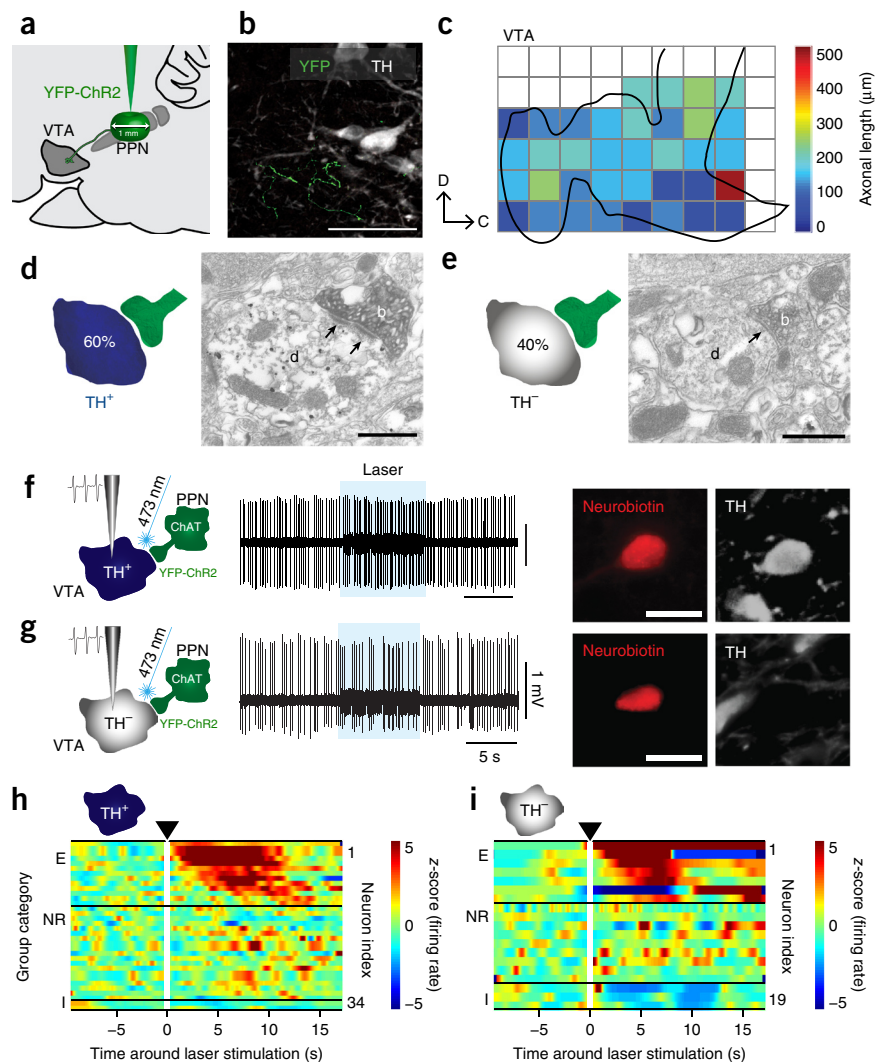 a
YFP-ChR2
VTA
1 mm
PPN
b
YFP TH
c
VTA
D
C
500
400
300
200
100
0
Axonal length (µm)
d
60%
TH+
b
d
e
40%
TH−
b
d
f
473 nm
PPN
ChAT
TH+
VTA
YFP-ChR2
Laser
Neurobiotin
TH
g
473 nm
PPN
ChAT
TH−
VTA
YFP-ChR2
1 mV
5 s
Neurobiotin
TH
h
TH+
Group category
E
NR
I
1
34
Neuron index
5
0
−5
z-score (firing rate)
−5 0 5 10 15
Time around laser stimulation (s)
i
TH−
E
NR
I
1
19
Neuron index
5
0
−5
z-score (firing rate)
−5 0 5 10 15
Time around laser stimulation (s)